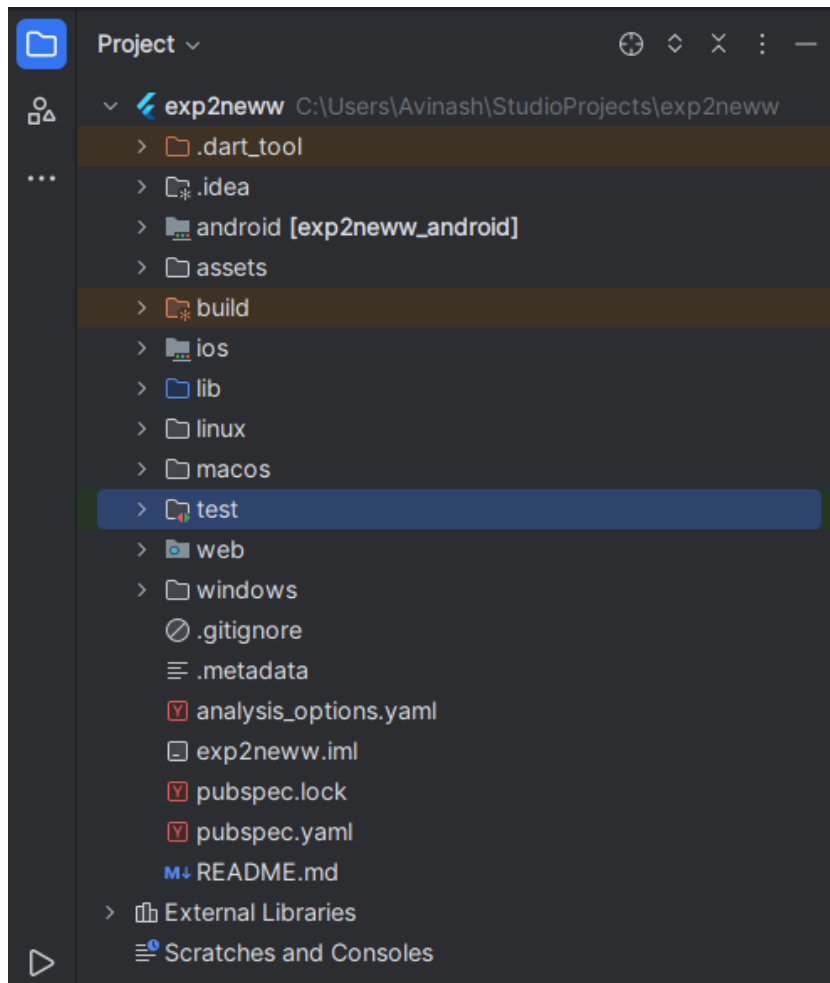 Project
exp2neww C:\Users\Avinash\StudioProjects\exp2neww
.dart_tool
.idea
android [exp2neww_android]
assets
build
ios
lib
linux
macos
test
web
windows
.gitignore
.metadata
analysis_options.yaml
exp2neww.iml
pubspec.lock
pubspec.yaml
README.md
External Libraries
Scratches and Consoles